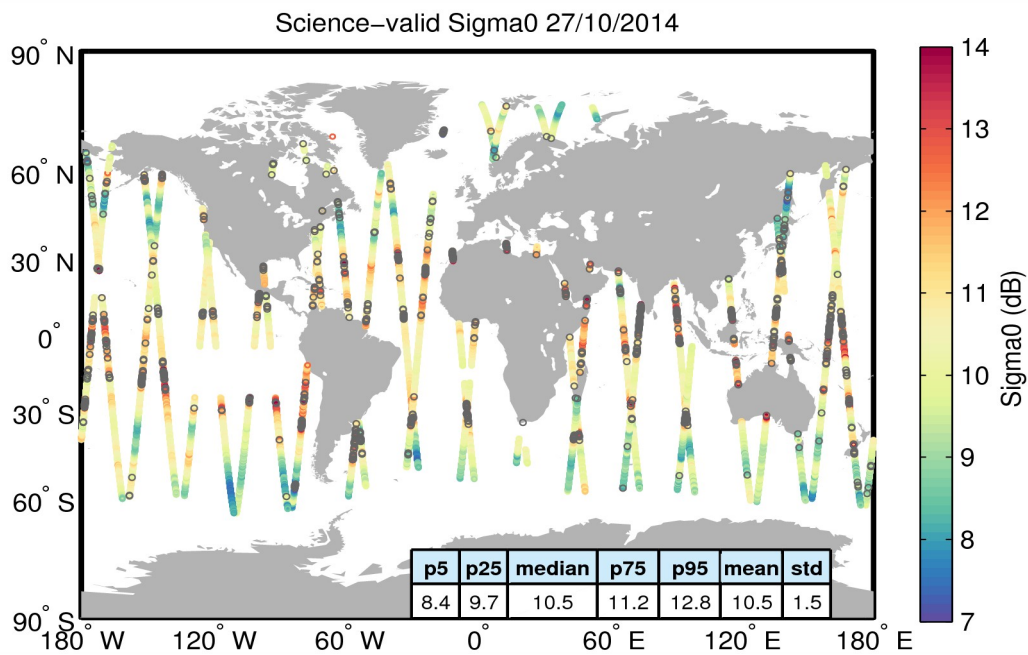 Science−valid Sigma0 27/10/2014
90° N
60° N
30° N
0°
30° S
60° S
90° S
180° W
120° W
60° W
0°
60° E
120° E
180° E
p5 p25 median p75 p95 mean std
8.4 9.7 10.5 11.2 12.8 10.5 1.5
14
13
12
11
10
9
8
7
Sigma0 (dB)